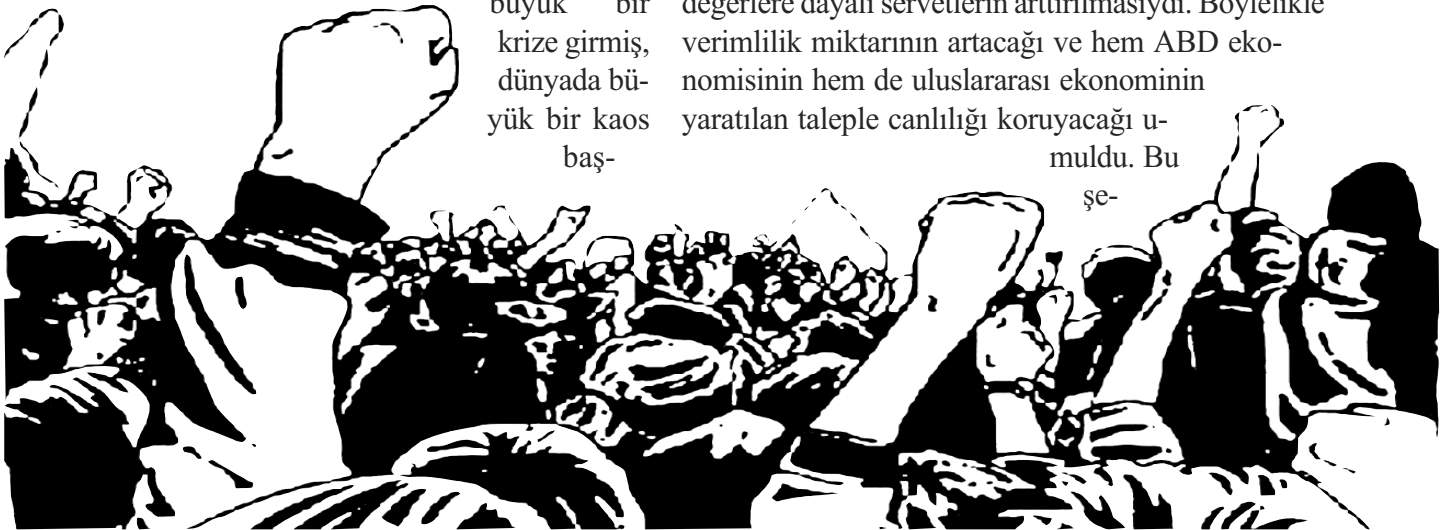 büyük bir
krize girmiş,
dünyada bü-
yük bir kaos
baş-
değerlere dayalı servetlerin arttırılmasıydı. Böylelikle
verimlilik miktarının artacağı ve hem ABD eko-
nomisinin hem de uluslararası ekonominin
yaratılan taleple canlılığı koruyacağı u-
muldu. Bu
şe-